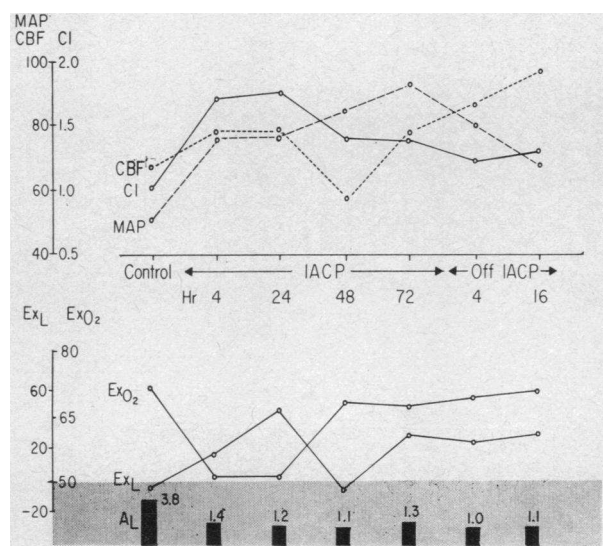 MAP
CBF CI
100 2.0
80 1.5
CBF
CI
60 1.0
MAP
40 0.5
Control IACP Off IACP
Hr 4 24 48 72 4 16
ExL ExO2
80
60 ExO2
65
20
50 ExL
-20 AL 3.8 1.4 1.2 1.1 1.3 1.0 1.1